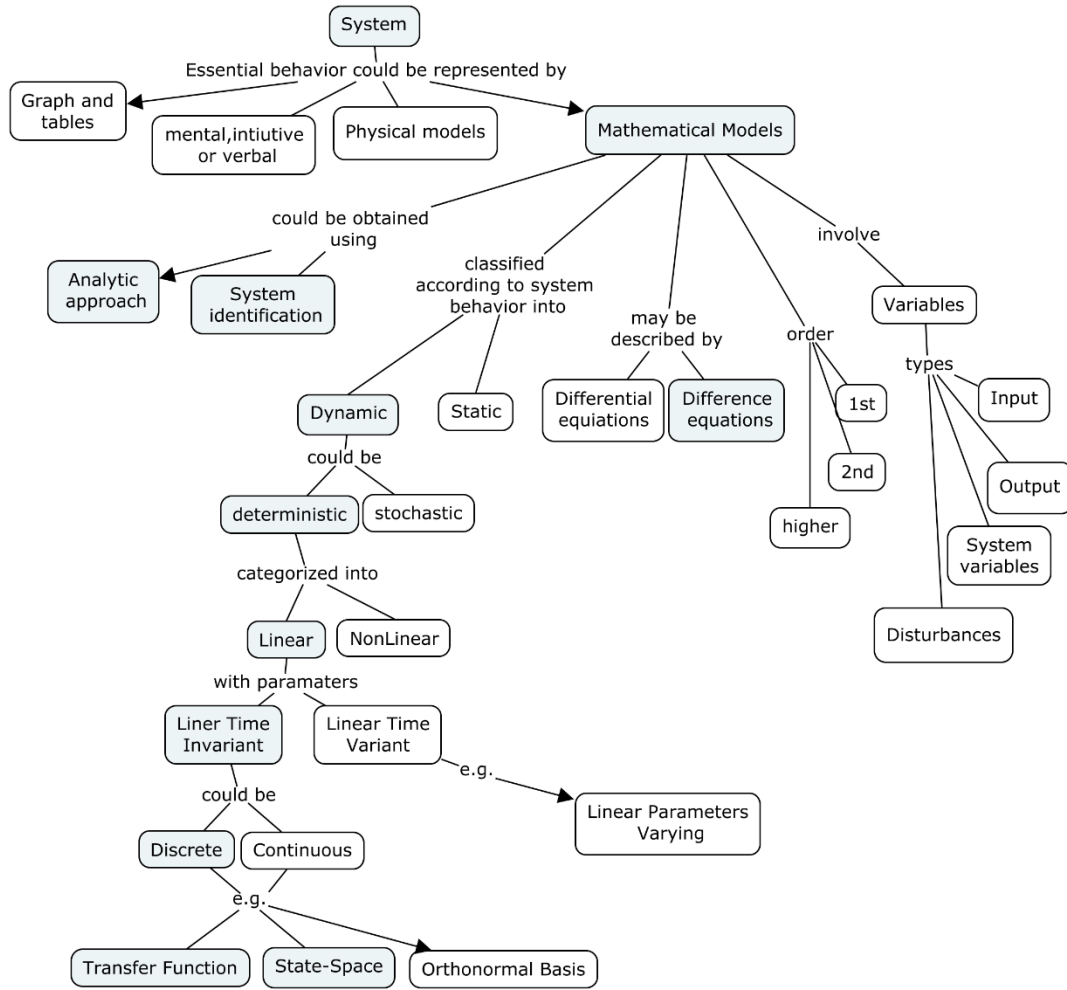 System
Essential behavior could be represented by
Graph and
tables
mental,intiutive
or verbal
Physical models
Mathematical Models
could be obtained
using
involve
Analytic
approach
System
identification
classified
according to system
behavior into
may be
described by
order
Variables
types
Dynamic
Static
Differential
equiations
Difference
equations
1st
Input
could be
2nd
Output
deterministic
stochastic
higher
System
variables
categorized into
Linear
NonLinear
Disturbances
with paramaters
Liner Time
Invariant
Linear Time
Variant
e.g.
could be
Linear Parameters
Varying
Discrete
Continuous
e.g.
Transfer Function
State-Space
Orthonormal Basis